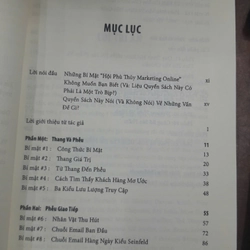 MỤC LỤC
Lời nói đầu Những Bí Mật "Hội Phù Thủy Marketing Online" xi
Không Muốn Bạn Biết (Và: Liệu Quyển Sách Này Có
Phải Là Một Trò Bịp?)
Quyển Sách Này Nói (Và Không Nói) Về Những Vấn
Đề Gì?
Lời giới thiệu từ tác giả 1
Phần Một: Thang Và Phễu 11
Bí mật #1 : Công Thức Bí Mật
Bí mật #2 : Thang Giá Trị
Bí mật #3 : Từ Thang Đến Phễu
Bí mật #4 : Cách Tìm Thấy Khách Hàng Mơ Ước
Bí mật #5 : Ba Kiểu Lưu Lượng Truy Cập
Phần Hai: Phễu Giao Tiếp 55
Bí mật #6 : Nhân Vật Thu Hút
Bí mật #7 : Chuỗi Email Ban Đầu
Bí mật #8 : Chuỗi Email Hàng Ngày Kiểu Seinfeld